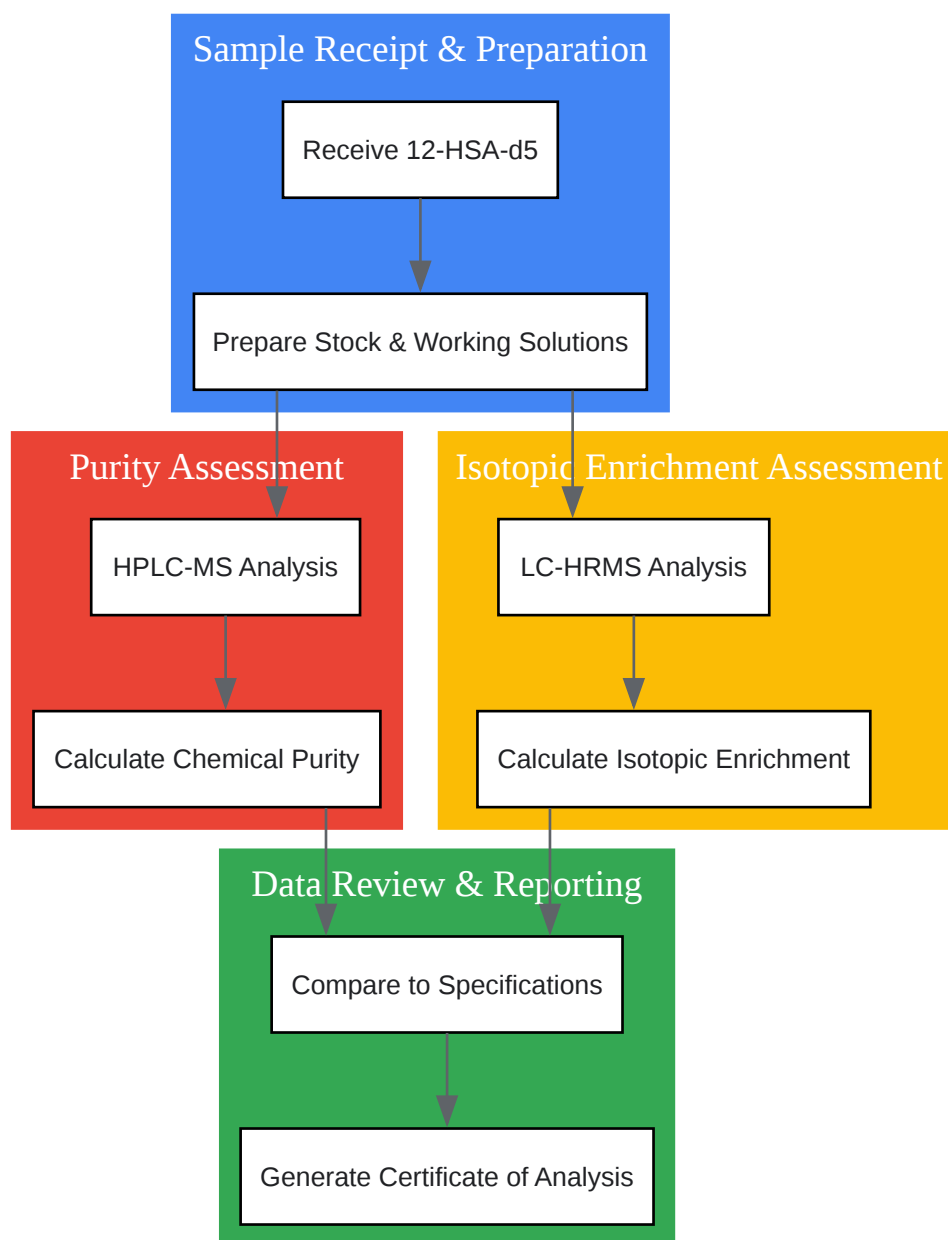 Sample Receipt & Preparation
Receive 12-HSA-d5
Prepare Stock & Working Solutions
Purity Assessment
HPLC-MS Analysis
Calculate Chemical Purity
Isotopic Enrichment Assessment
LC-HRMS Analysis
Calculate Isotopic Enrichment
Data Review & Reporting
Compare to Specifications
Generate Certificate of Analysis